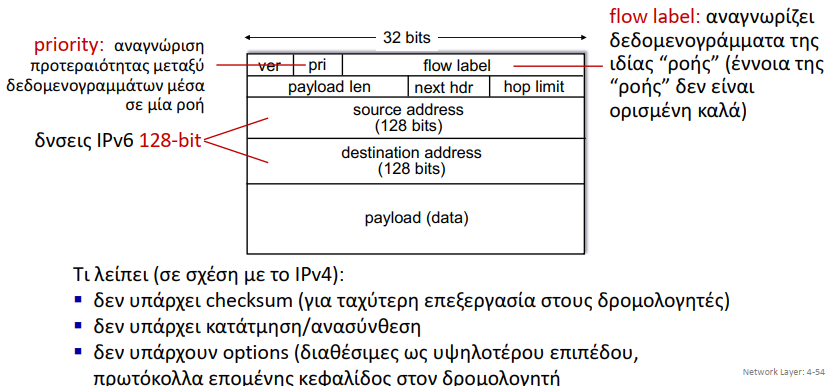 priority: αναγνώριση
προτεραιότητας μεταξύ
δεδομενογραμμάτων μέσα
σε μία ροή
flow label: αναγνωρίζει
δεδομενογράμματα της
ιδίας “ροής” (έννοια της
“ροής” δεν είναι
ορισμένη καλά)
δνσεις IPv6 128-bit
32 bits
ver pri flow label
payload len next hdr hop limit
source address
(128 bits)
destination address
(128 bits)
payload (data)
Τι λείπει (σε σχέση με το IPv4):
▪ δεν υπάρχει checksum (για ταχύτερη επεξεργασία στους δρομολογητές)
▪ δεν υπάρχει κατάτμηση/ανασύνθεση
▪ δεν υπάρχουν options (διαθέσιμες ως υψηλοτέρου επιπέδου,
πρωτόκολλα επομένης κεφαλίδος στον δρομολογητή
Network Layer: 4-54